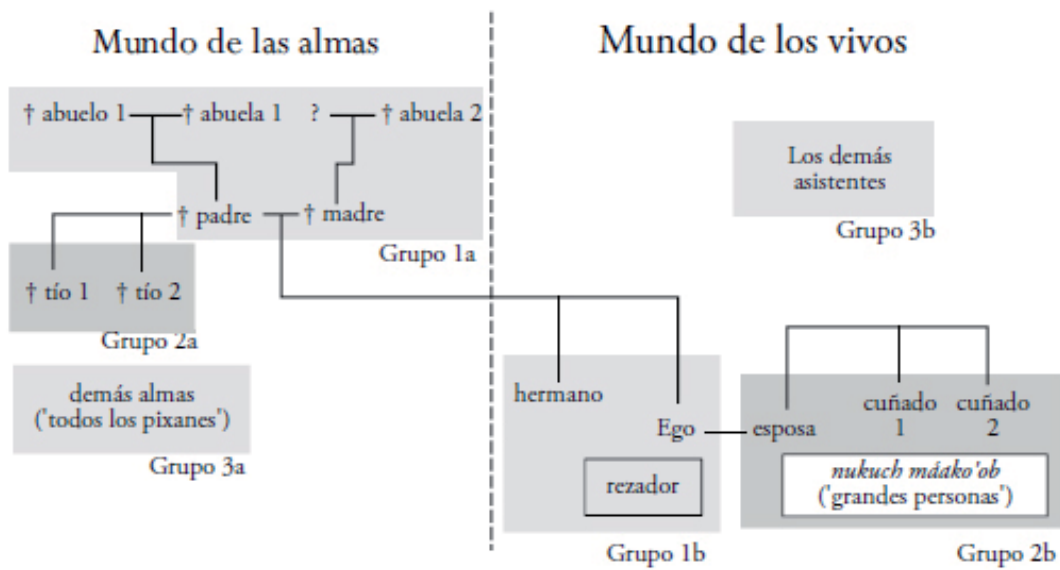 Mundo de las almas
† abuelo 1 † abuela 1 ? † abuela 2
† padre † madre
Grupo 1a
† tío 1 † tío 2
Grupo 2a
demás almas
('todos los pixanes')
Grupo 3a
Mundo de los vivos
Los demás
asistentes
Grupo 3b
hermano
Ego
rezador
Grupo 1b
esposa
cuñado
1
cuñado
2
nukuch máako'ob
('grandes personas')
Grupo 2b